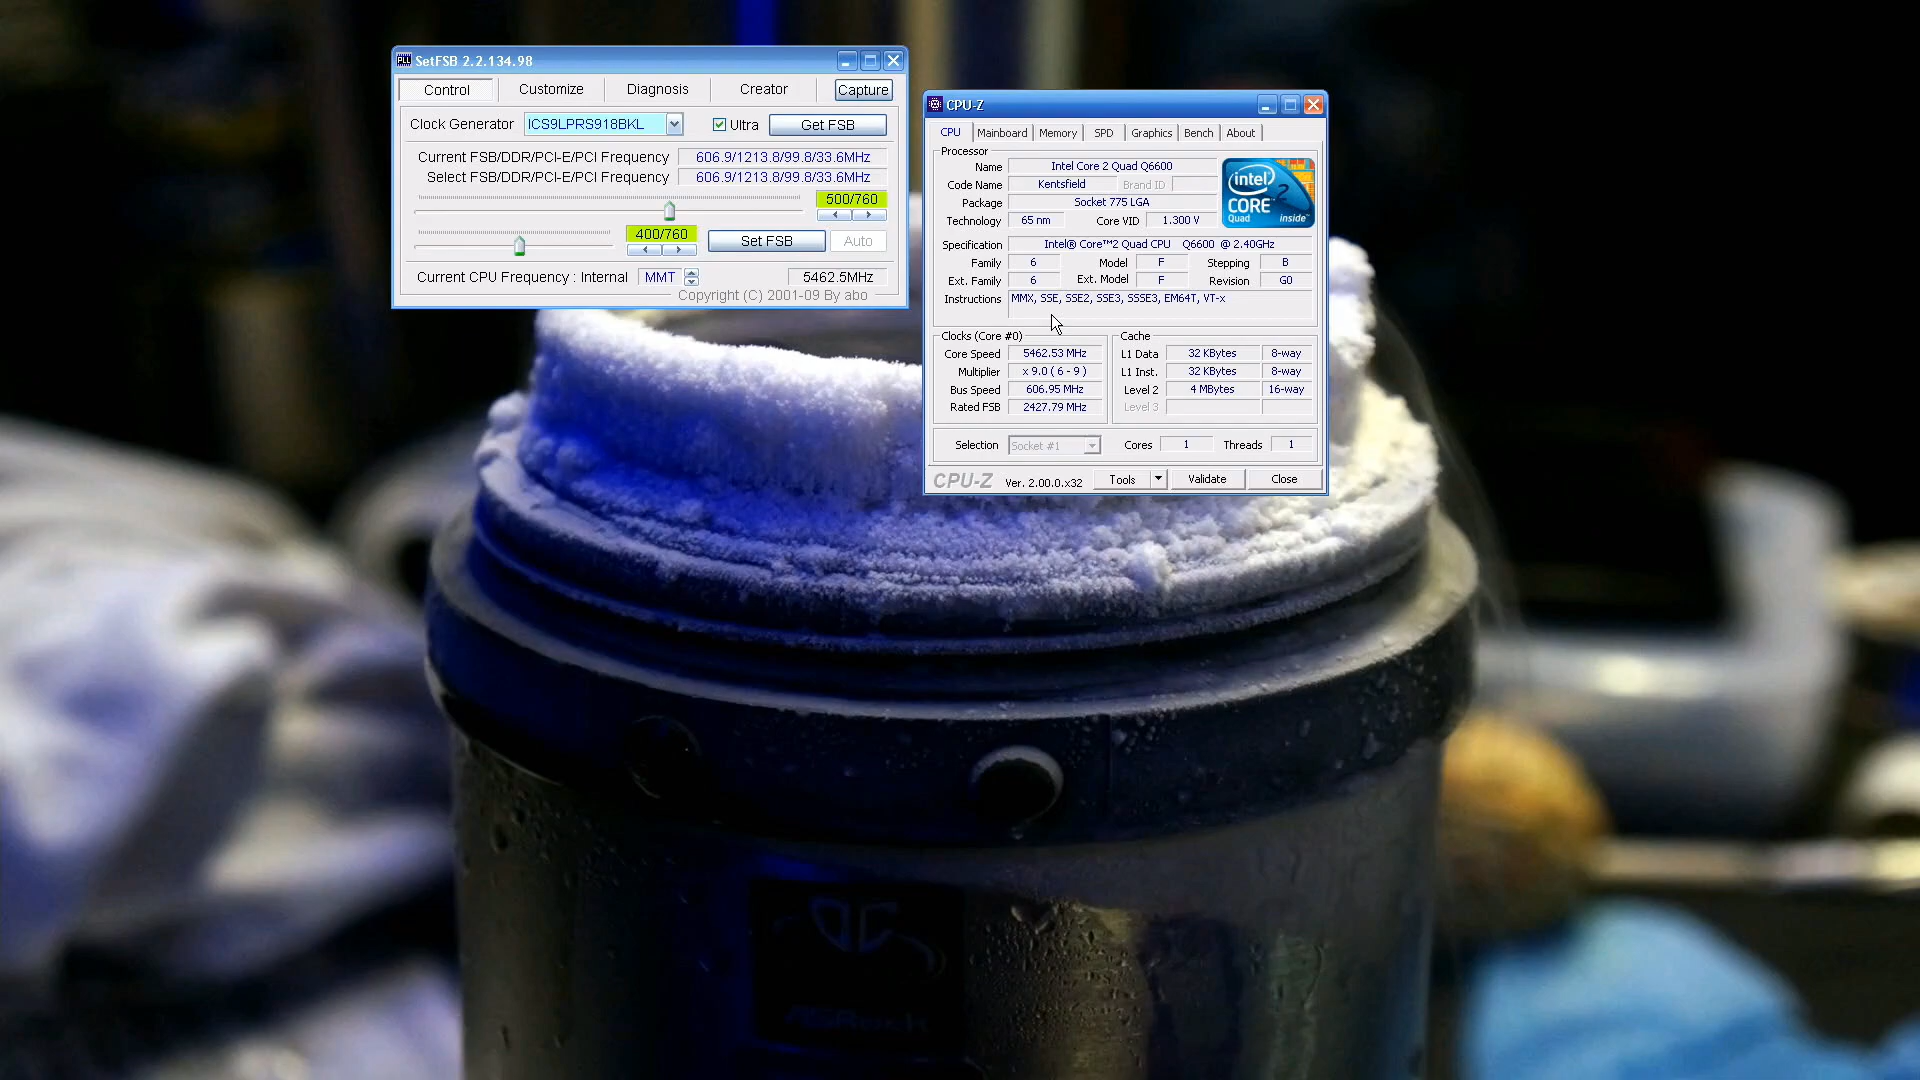 SetFSB 2.2.134.98
Control Customize Diagnosis Creator Capture
Clock Generator ICS9LPRS918BKL Ultra Get FSB
Current FSB/DDR/PCI-E/PCI Frequency 606.9/1213.8/99.8/33.6MHz
Select FSB/DDR/PCI-E/PCI Frequency 606.9/1213.8/99.8/33.6MHz
500/760
400/760 Set FSB Auto
Current CPU Frequency : Internal MMT 5462.5MHz
Copyright (C) 2001-09 By abo
CPU-Z
CPU Mainboard Memory SPD Graphics Bench About
Processor
Name Intel Core 2 Quad Q6600
Code Name Kentsfield Brand ID
Package Socket 775 LGA
Technology 65 nm Core VID 1.300 V
intel CORE 2 Quad inside™
Specification Intel® Core™2 Quad CPU Q6600 @ 2.40GHz
Family 6 Model F Stepping B
Ext. Family 6 Ext. Model F Revision G0
Instructions MMX, SSE, SSE2, SSE3, SSSE3, EM64T, VT-x
Clocks (Core #0)
Core Speed 5462.53 MHz
Multiplier x 9.0 ( 6 - 9 )
Bus Speed 606.95 MHz
Rated FSB 2427.79 MHz
Cache
L1 Data 32 KBytes 8-way
L1 Inst. 32 KBytes 8-way
Level 2 4 MBytes 16-way
Level 3
Selection Socket #1 Cores 1 Threads 1
CPU-Z Ver. 2.00.0.x32 Tools Validate Close
ASRock